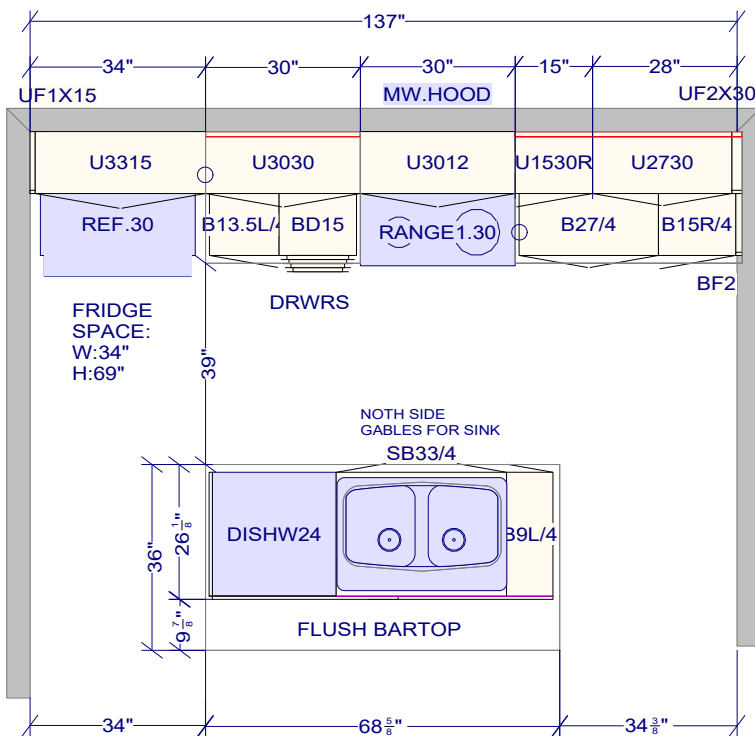 137"
34"
30"
30"
15"
28"
UF1X15
MW.HOOD
UF2X30
U3315
U3030
U3012
U1530R
U2730
REF.30
B13.5L/4
BD15
RANGE1.30
B27/4
B15R/4
BF2
DRWRS
FRIDGE
SPACE:
W:34"
H:69"
39"
NOTH SIDE
GABLES FOR SINK
SB33/4
DISHW24
B9L/4
36"
26 1/8"
9 7/8"
FLUSH BARTOP
34"
68 5/8"
34 3/8"